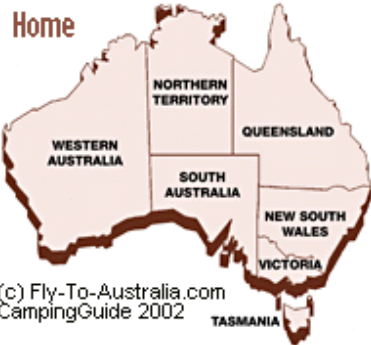 Home
NORTHERN
TERRITORY
QUEENSLAND
WESTERN
AUSTRALIA
SOUTH
AUSTRALIA
NEW SOUTH
WALES
VICTORIA
(c) Fly-To-Australia.com
CampingGuide 2002
TASMANIA